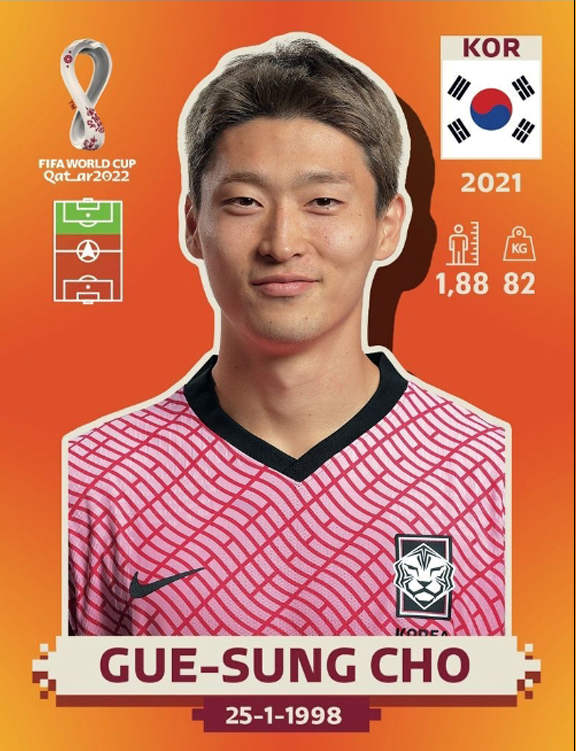 FIFA WORLD CUP
Qatar2022
KOR
2021
KG
1,88 82
KOREA
GUE-SUNG CHO
25-1-1998